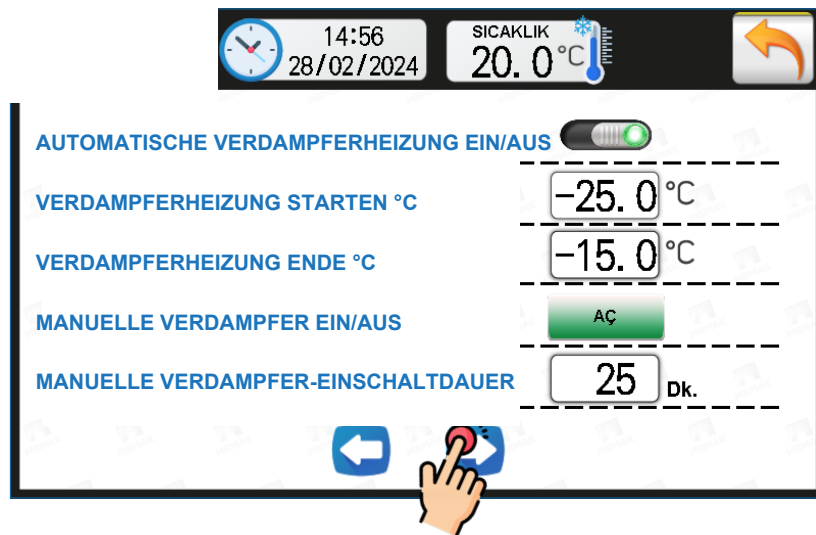 14:56
28/02/2024
SICAKLIK
20.0 °C
AUTOMATISCHE VERDAMPFERHEIZUNG EIN/AUS
VERDAMPFERHEIZUNG STARTEN °C
-25.0 °C
VERDAMPFERHEIZUNG ENDE °C
-15.0 °C
MANUELLE VERDAMPFER EIN/AUS
AÇ
MANUELLE VERDAMPFER-EINSCHALTDAUER
25 Dk.